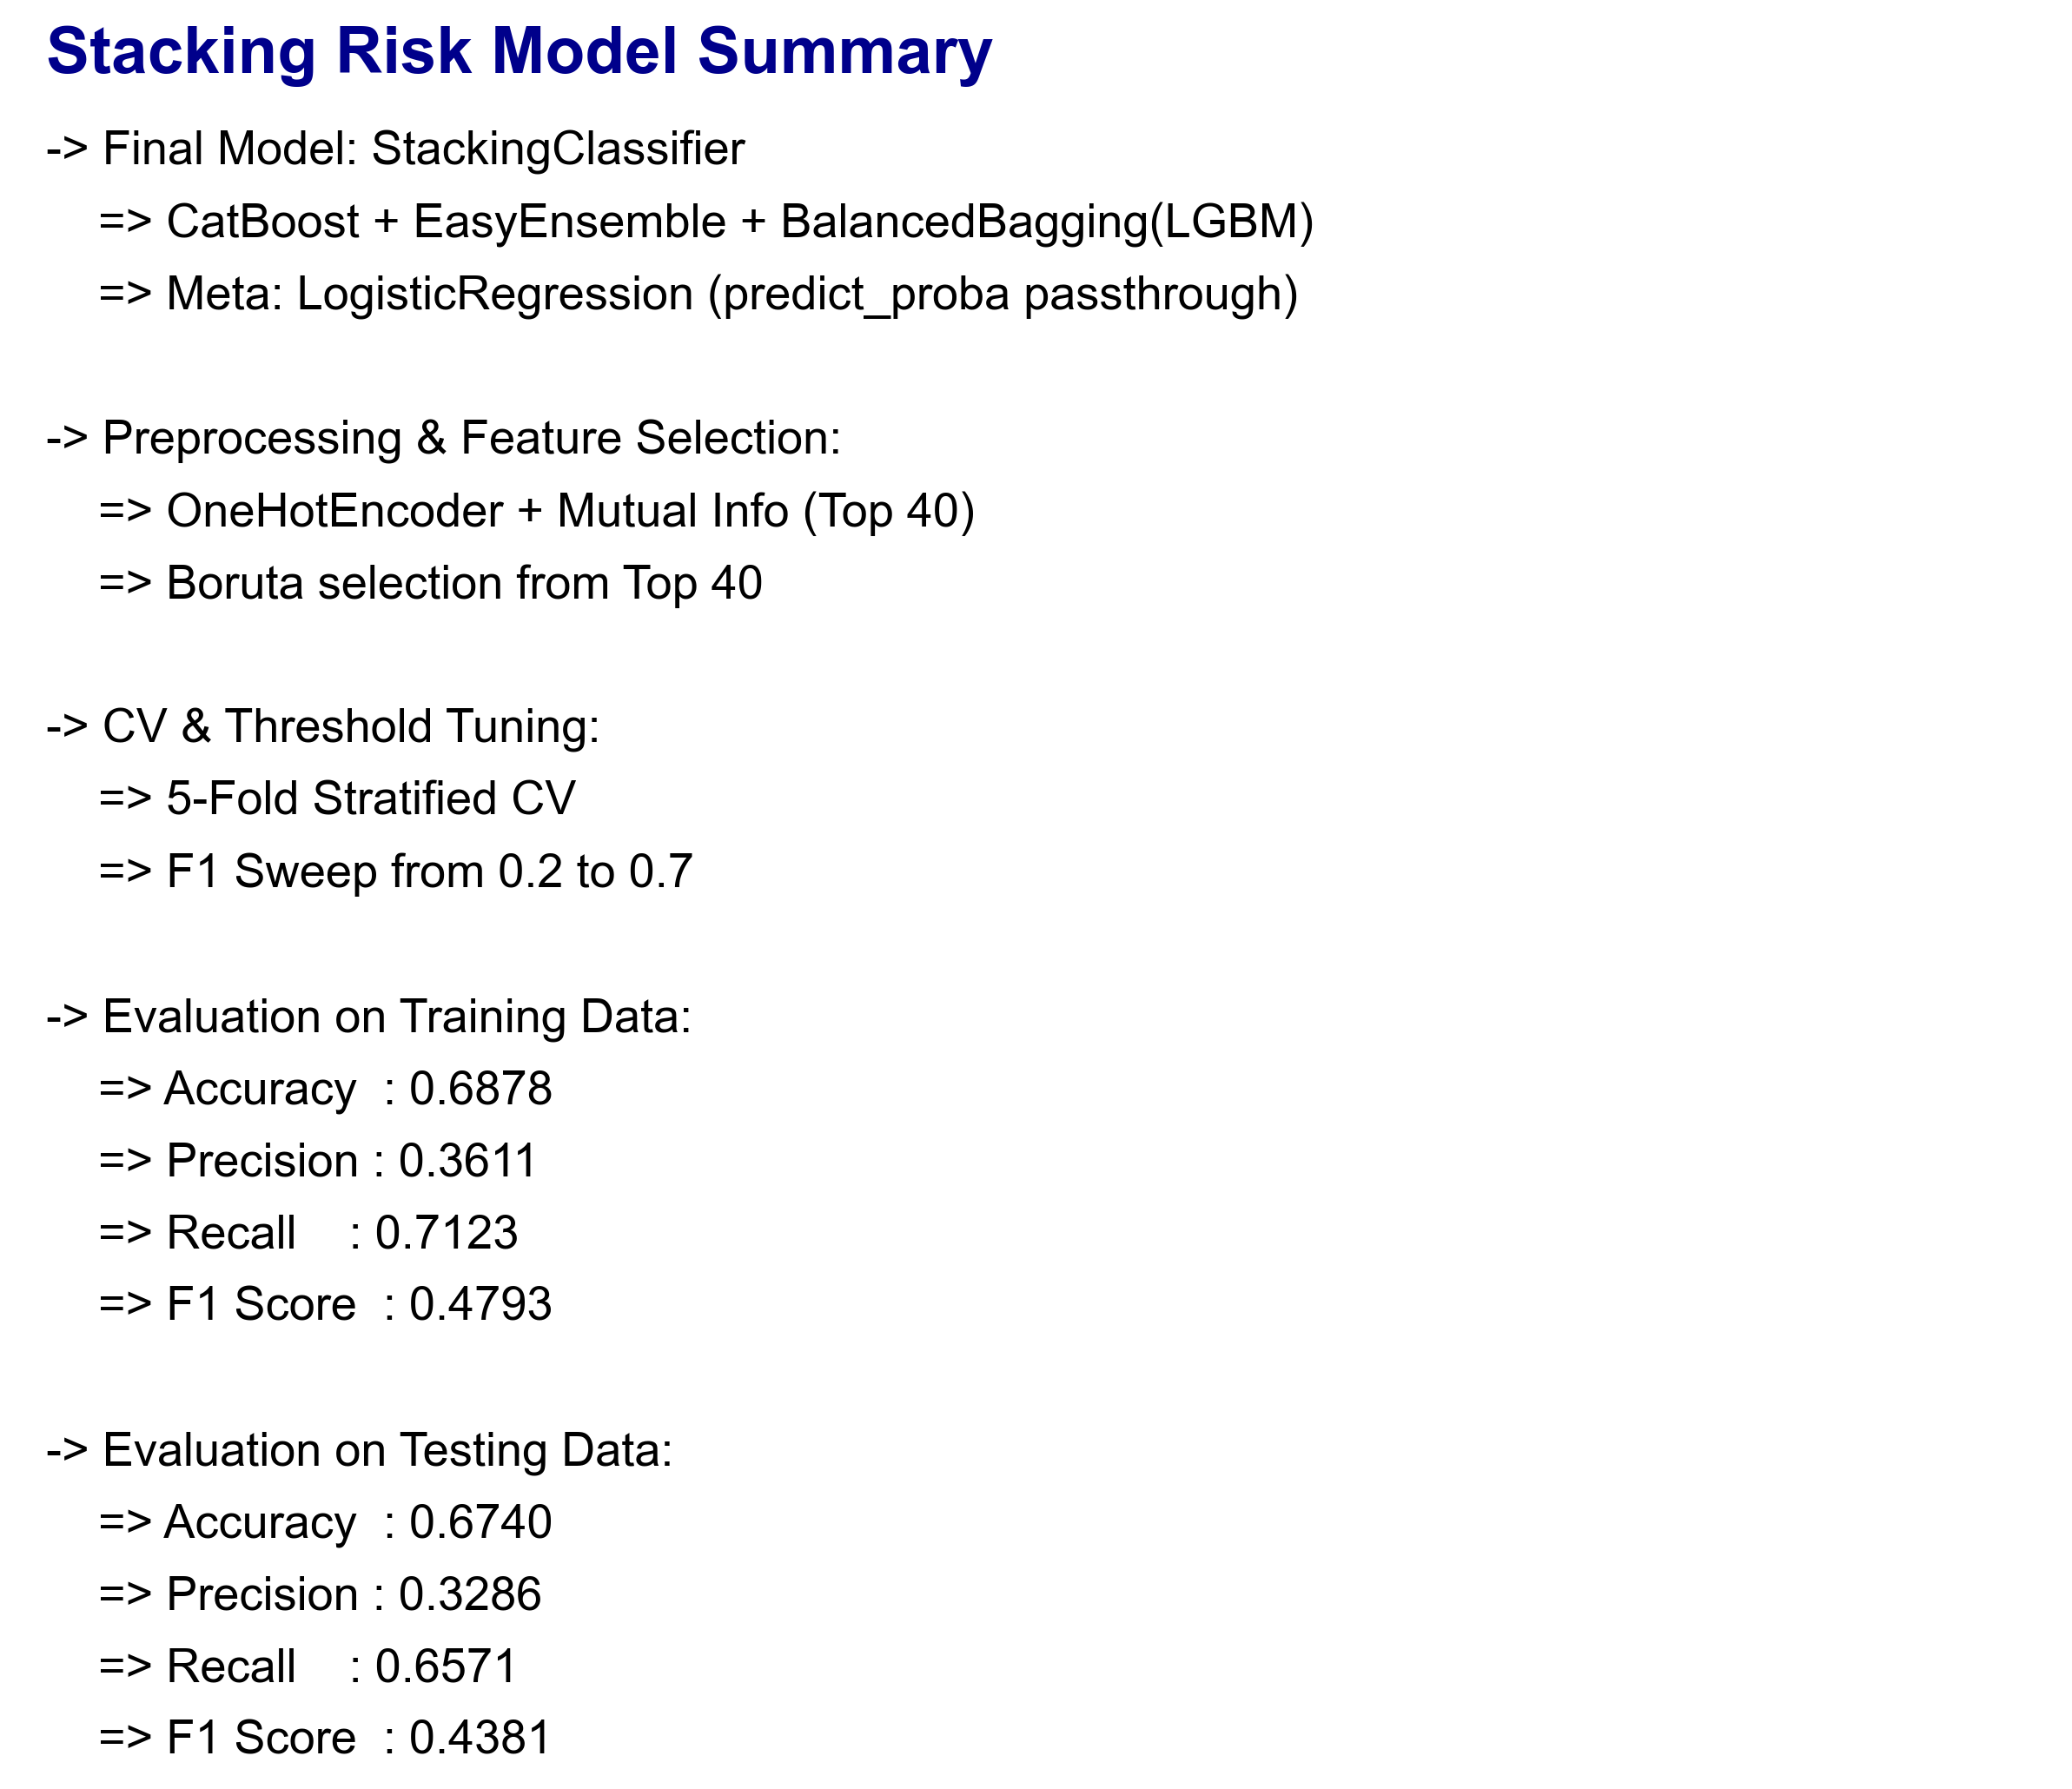 Stacking Risk Model Summary
-> Final Model: StackingClassifier
=> CatBoost + EasyEnsemble + BalancedBagging(LGBM)
=> Meta: LogisticRegression (predict_proba passthrough)
-> Preprocessing & Feature Selection:
=> OneHotEncoder + Mutual Info (Top 40)
=> Boruta selection from Top 40
-> CV & Threshold Tuning:
=> 5-Fold Stratified CV
=> F1 Sweep from 0.2 to 0.7
-> Evaluation on Training Data:
=> Accuracy  : 0.6878
=> Precision : 0.3611
=> Recall    : 0.7123
=> F1 Score  : 0.4793
-> Evaluation on Testing Data:
=> Accuracy  : 0.6740
=> Precision : 0.3286
=> Recall    : 0.6571
=> F1 Score  : 0.4381